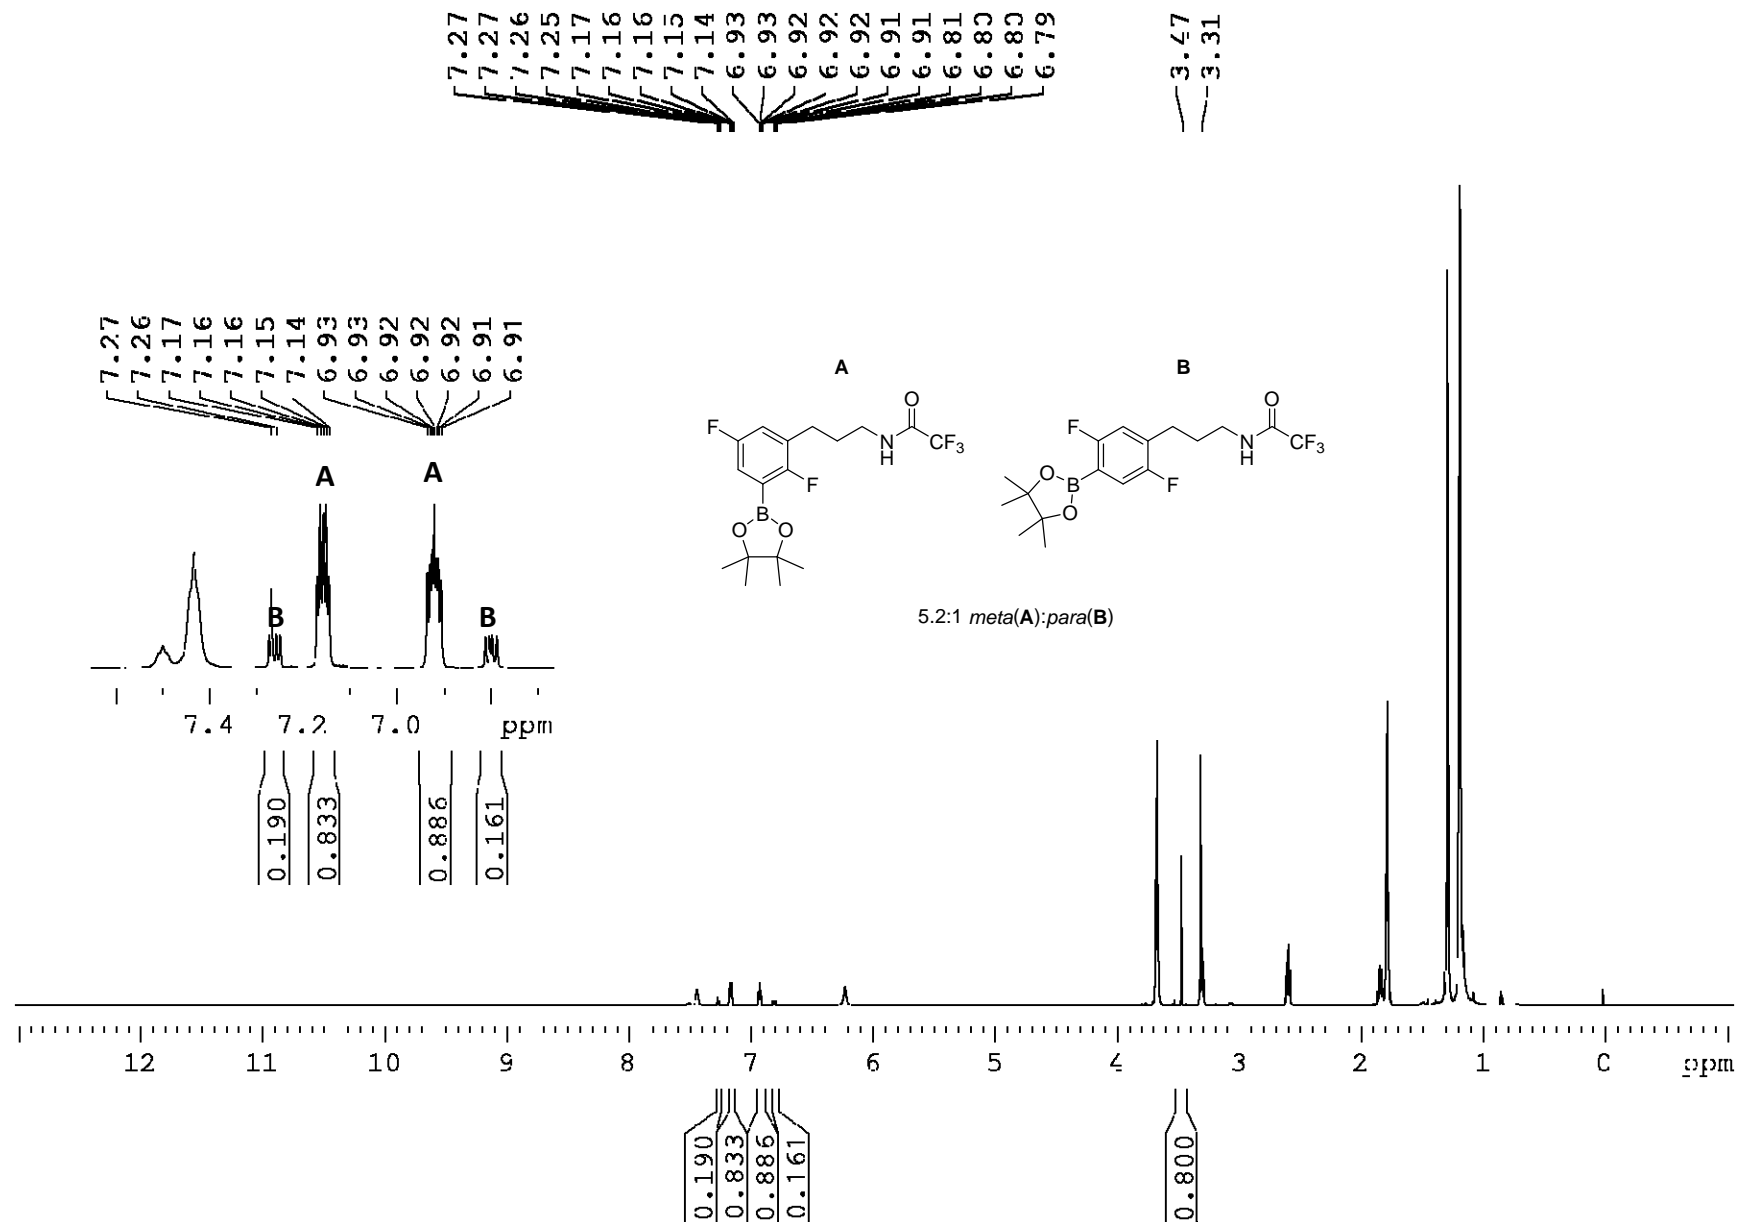 7.27 7.27 7.26 7.25 7.17 7.16 7.16 7.15 7.14 6.93 6.93 6.92 6.92 6.92 6.91 6.91 6.81 6.80 6.80 6.79 3.47 3.31
7.27 7.26 7.17 7.16 7.16 7.15 7.14 6.93 6.93 6.92 6.92 6.92 6.91 6.91
A B
A A
F O N H CF3 F B O O
F O N H CF3 F B O O
B B
5.2:1 meta(A):para(B)
7.4 7.2 7.0 ppm
0.190 0.833 0.886 0.161
12 11 10 9 8 7 6 5 4 3 2 1 0 ppm
0.190 0.833 0.886 0.161 0.800